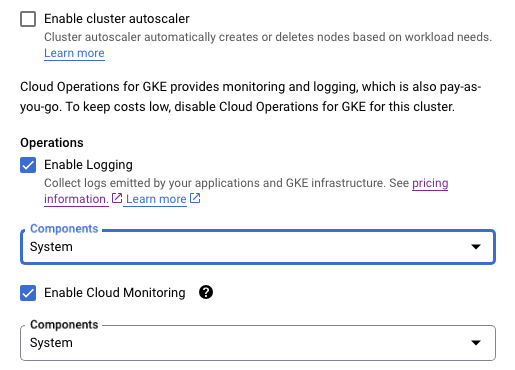 Enable cluster autoscaler
Cluster autoscaler automatically creates or deletes nodes based on workload needs.
Learn more
Cloud Operations for GKE provides monitoring and logging, which is also pay-as-
you-go. To keep costs low, disable Cloud Operations for GKE for this cluster.
Operations
Enable Logging
Collect logs emitted by your applications and GKE infrastructure. See pricing
information. Learn more
Components
System
Enable Cloud Monitoring ?
Components
System